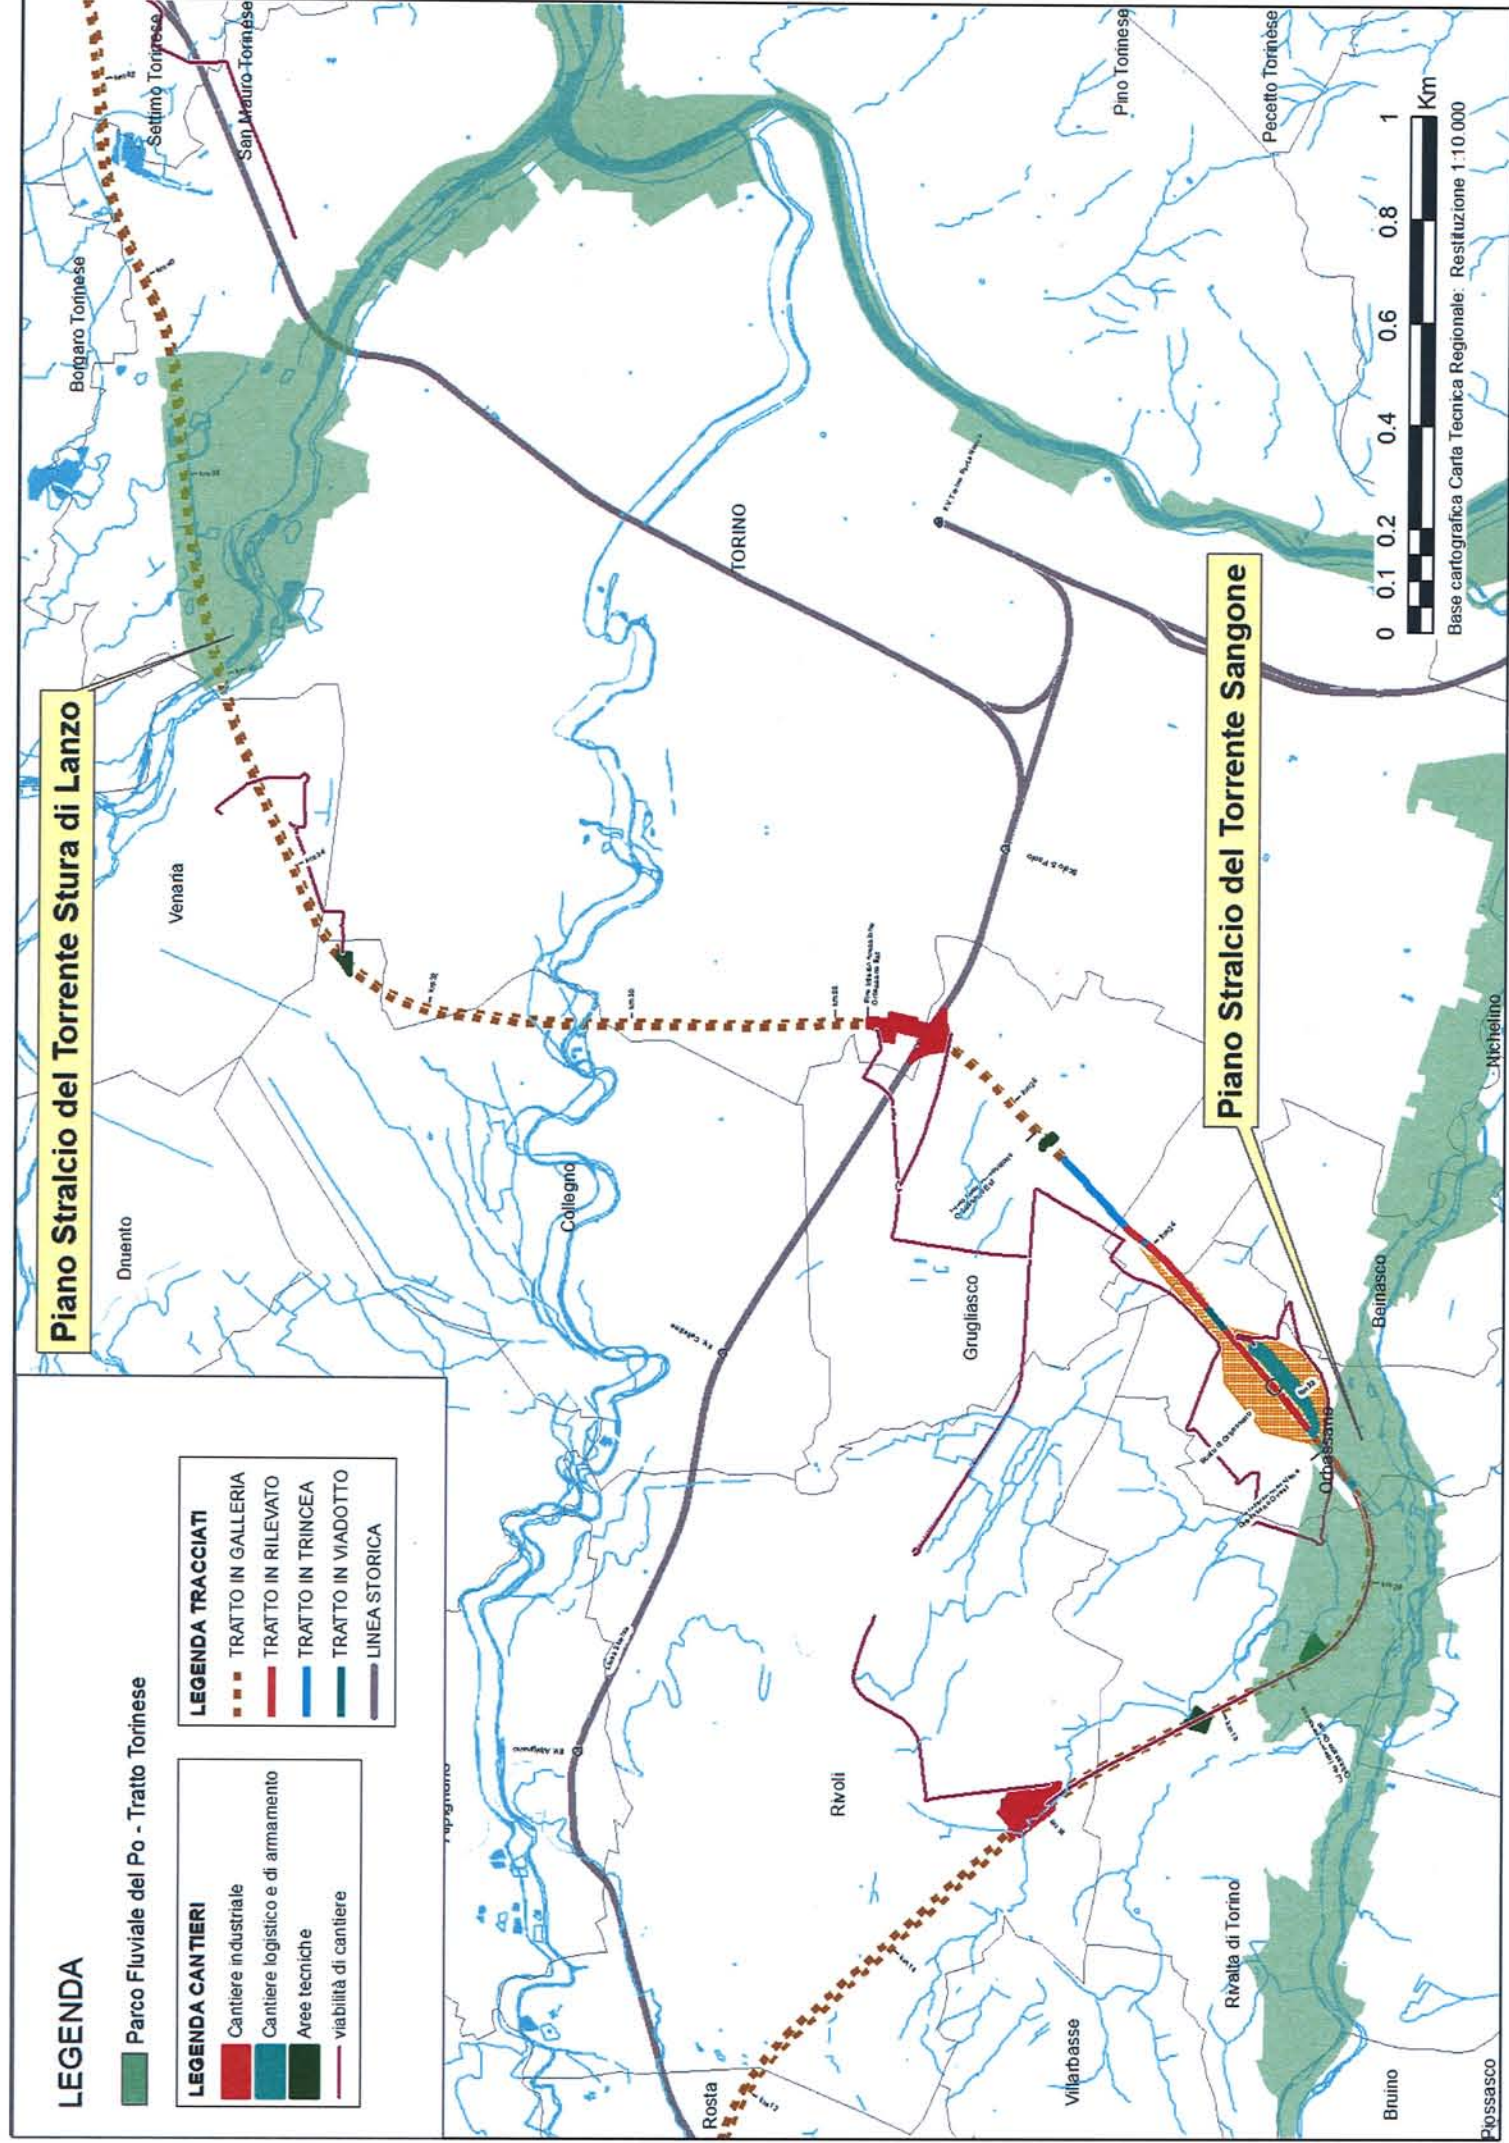 LEGENDA
Parco Fluviale del Po - Tratto Torinese
LEGENDA CANTIERI
Cantiere industriale
Cantiere logistico e di armamento
Aree tecniche
viabilità di cantiere
LEGENDA TRACCIATI
TRATTO IN GALLERIA
TRATTO IN RILEVATO
TRATTO IN TRINCEA
TRATTO IN VIADOTTO
LINEA STORICA
Piano Stralcio del Torrente Stura di Lanzo
Piano Stralcio del Torrente Sangone
Druento
Venaria
Borgaro Torinese
Settimo Torinese
San Mauro Torinese
Collegno
TORINO
Pino Torinese
Pecetto Torinese
Rosta
Rivoli
Grugliasco
Villarbasse
Rivalta di Torino
Orbassano
Beinasco
Nichelino
Bruino
Piossasco
0 0.1 0.2 0.4 0.6 0.8 1
Km
Base cartografica Carta Tecnica Regionale: Restituzione 1:10.000